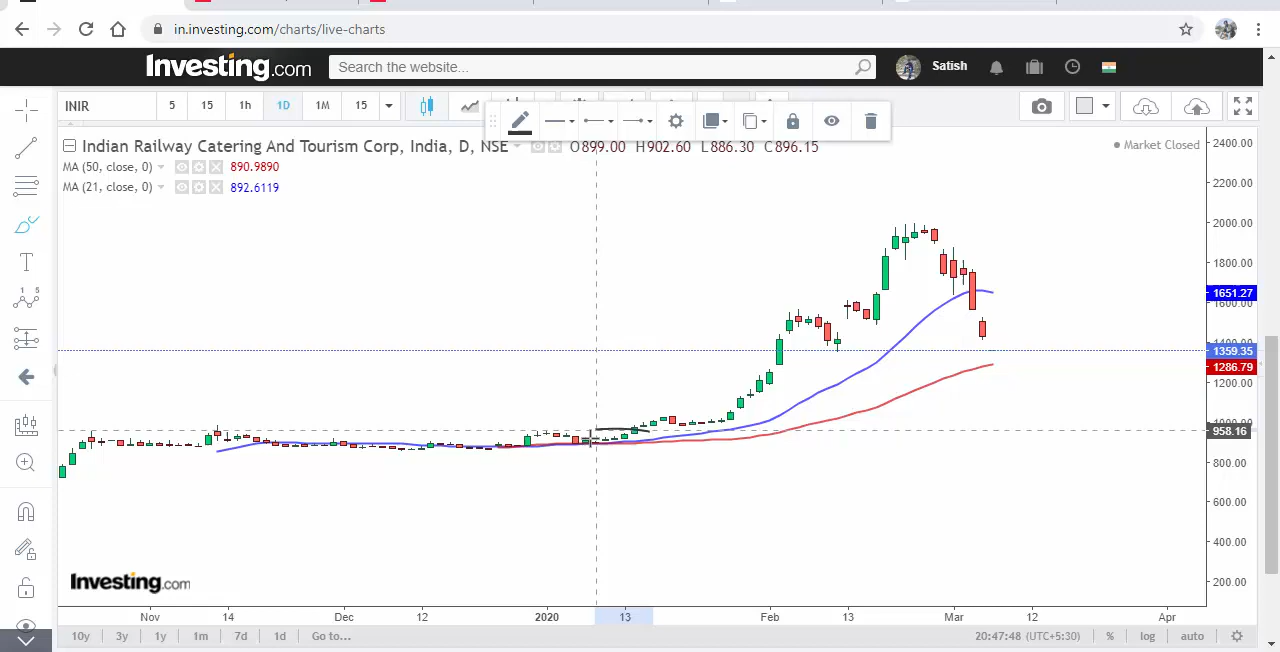 in.investing.com/charts/live-charts
Investing.com
Search the website...
Satish
INIR
5
15
1h
1D
1M
15
Indian Railway Catering And Tourism Corp, India, D, NSE
O899.00 H902.60 L886.30 C896.15
Market Closed
MA (50, close, 0)
890.9890
MA (21, close, 0)
892.6119
2400.00
2200.00
2000.00
1800.00
1651.27
1359.35
1286.79
1200.00
958.16
800.00
600.00
400.00
200.00
Investing.com
Nov
14
Dec
12
2020
13
Feb
13
Mar
12
Apr
10y
3y
1y
1m
7d
1d
Go to...
20:47:48 (UTC+5:30)
%
log
auto